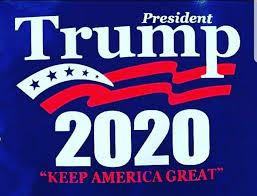 President
Trump
2020
“KEEP AMERICA GREAT”